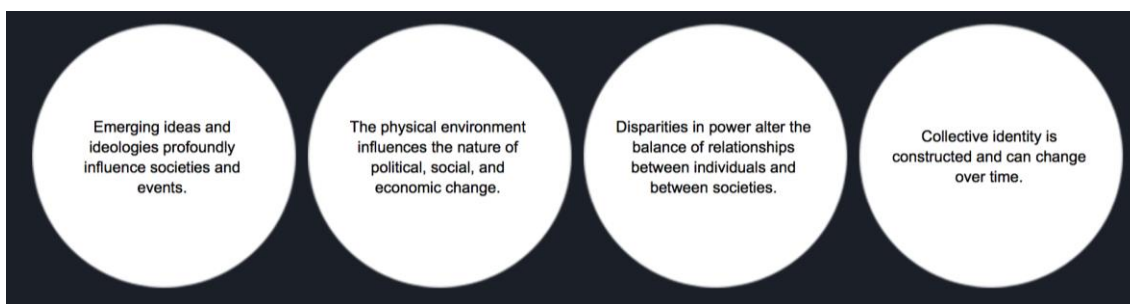 Emerging ideas and
ideologies profoundly
influence societies and
events.
The physical environment
influences the nature of
political, social, and
economic change.
Disparities in power alter the
balance of relationships
between individuals and
between societies.
Collective identity is
constructed and can change
over time.